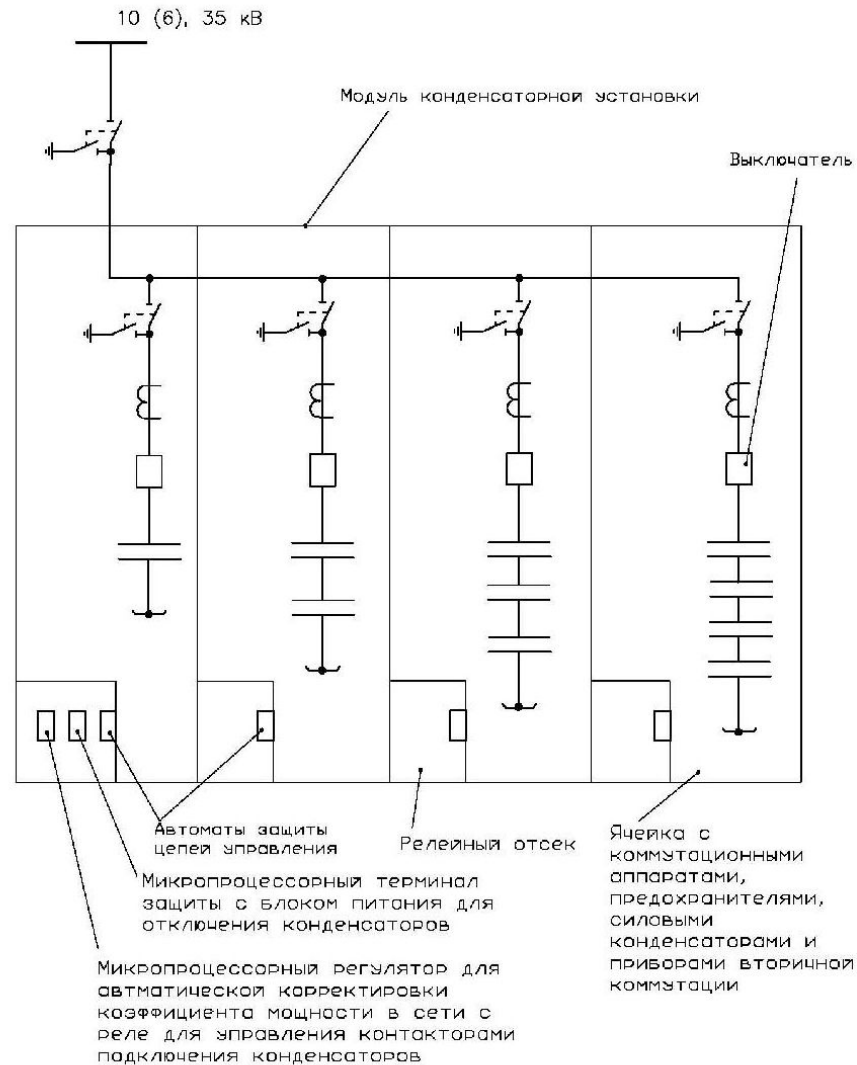 10 (6), 35 кВ
Модуль конденсаторной установки
Выключатель
Автоматы защиты
цепей управления
Релейный отсек
Ячейка с
коммутационными
аппаратами,
предохранителями,
силовыми
конденсаторами и
приборами вторичной
коммутации
Микропроцессорный терминал
защиты с блоком питания для
отключения конденсаторов
Микропроцессорный регулятор для
автматической корректировки
коэффициента мощности в сети с
реле для управления контакторами
подключения конденсаторов